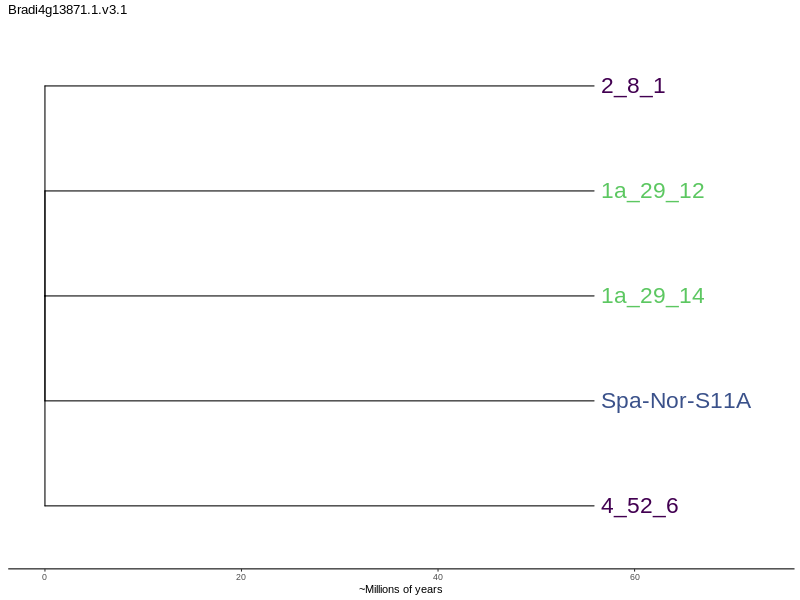 Bradi4g13871.1.v3.1
2_8_1
1a_29_12
1a_29_14
Spa-Nor-S11A
4_52_6
0 20 40 60
~Millions of years